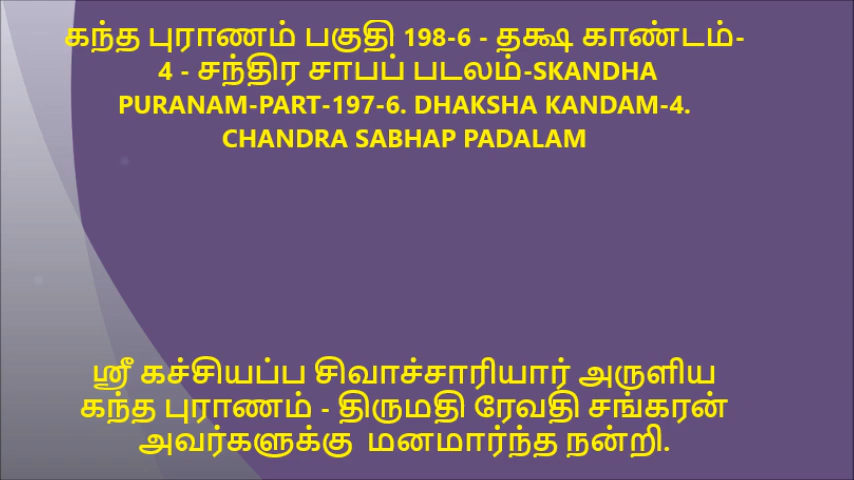 கந்த புராணம் பகுதி 198-6 - தக்ஷ காண்டம்-
4 - சந்திர சாபப் படலம்-SKANDHA
PURANAM-PART-197-6. DHAKSHA KANDAM-4.
CHANDRA SABHAP PADALAM
ஸ்ரீ கச்சியப்ப சிவாச்சாரியார் அருளிய
கந்த புராணம் - திருமதி ரேவதி சங்கரன்
அவர்களுக்கு மனமார்ந்த நன்றி.